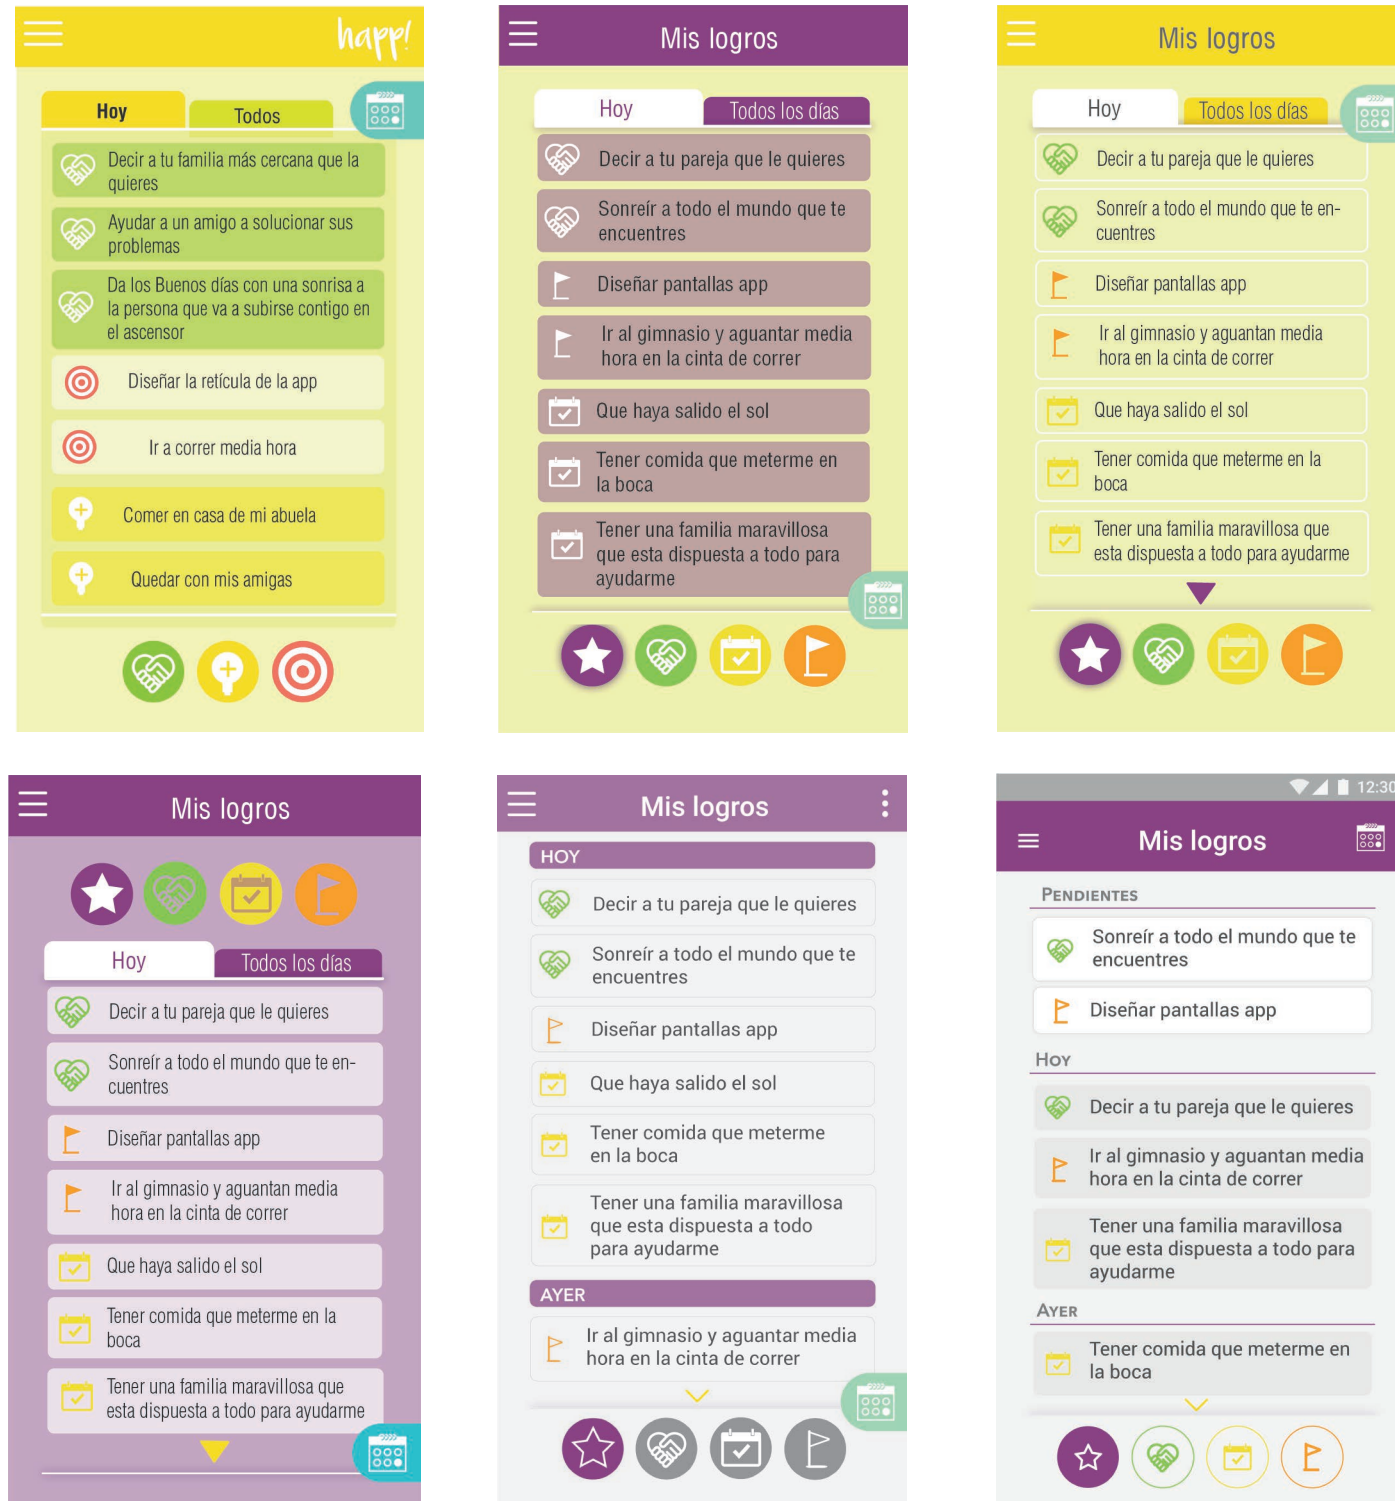 happ!
Hoy
Todos
Decir a tu familia más cercana que la
quieres
Ayudar a un amigo a solucionar sus
problemas
Da los Buenos días con una sonrisa a
la persona que va a subirse contigo en
el ascensor
Diseñar la retícula de la app
Ir a correr media hora
Comer en casa de mi abuela
Quedar con mis amigas
Mis logros
Hoy
Todos los días
Decir a tu pareja que le quieres
Sonreír a todo el mundo que te
encuentres
Diseñar pantallas app
Ir al gimnasio y aguantar media
hora en la cinta de correr
Que haya salido el sol
Tener comida que meterme en
la boca
Tener una familia maravillosa
que esta dispuesta a todo para
ayudarme
Mis logros
Hoy
Todos los días
Decir a tu pareja que le quieres
Sonreír a todo el mundo que te en-
cuentres
Diseñar pantallas app
Ir al gimnasio y aguantan media
hora en la cinta de correr
Que haya salido el sol
Tener comida que meterme en la
boca
Tener una familia maravillosa que
esta dispuesta a todo para ayudarme
Mis logros
Hoy
Todos los días
Decir a tu pareja que le quieres
Sonreír a todo el mundo que te en-
cuentres
Diseñar pantallas app
Ir al gimnasio y aguantan media
hora en la cinta de correr
Que haya salido el sol
Tener comida que meterme en la
boca
Tener una familia maravillosa que
esta dispuesta a todo para ayudarme
Mis logros
HOY
Decir a tu pareja que le quieres
Sonreír a todo el mundo que te
encuentres
Diseñar pantallas app
Que haya salido el sol
Tener comida que meterme
en la boca
Tener una familia maravillosa
que esta dispuesta a todo
para ayudarme
AYER
Ir al gimnasio y aguantar media
hora en la cinta de correr
12:30
Mis logros
PENDIENTES
Sonreír a todo el mundo que te
encuentres
Diseñar pantallas app
HOY
Decir a tu pareja que le quieres
Ir al gimnasio y aguantan media
hora en la cinta de correr
Tener una familia maravillosa
que esta dispuesta a todo para
ayudarme
AYER
Tener comida que meterme en
la boca